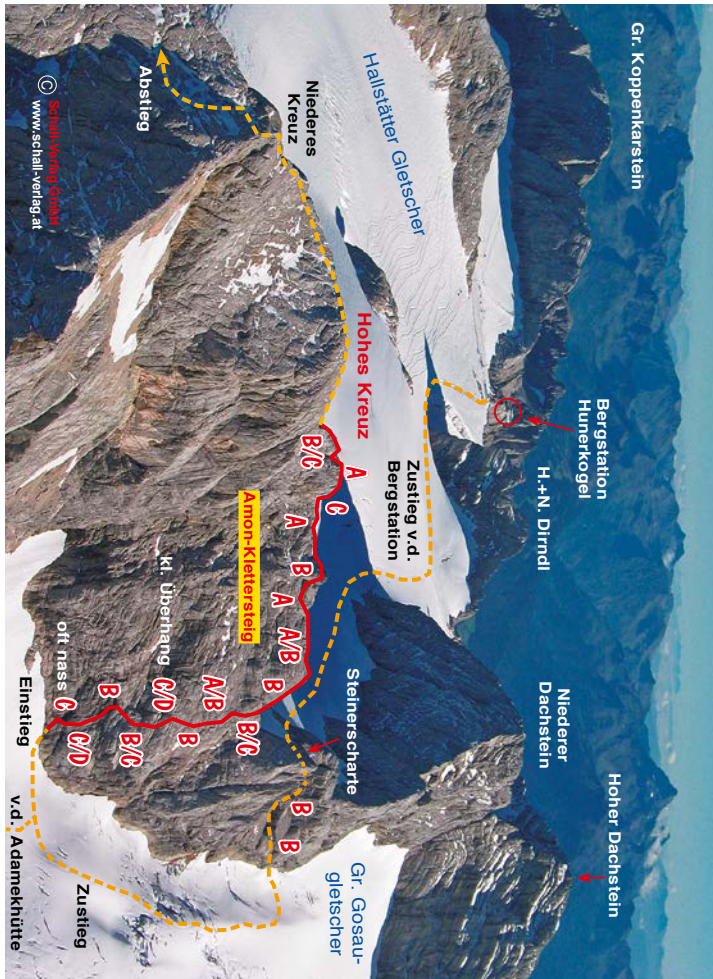 Gr. Koppenkarstein
Hoher
Dachstein
Bergstation
Hunerkogel
Niederer
Dachstein
H.+N. Dirndl
Hallstätter Gletscher
Zustieg v.d.
Bergstation
Hohes Kreuz
Steinerscharte
Gr. Gosau-
gletscher
Niederes
Kreuz
A
C
B/C
A
B
A
A/B
B
B
B
Amon-Klettersteig
B/C
A/B
B
kl. Überhang
C/D
B/C
B
C/D
oft nass
C
Einstieg
Zustieg
v.d. Adamekhütte
Abstieg
© Schall-Verlag GmbH
www.schall-verlag.at